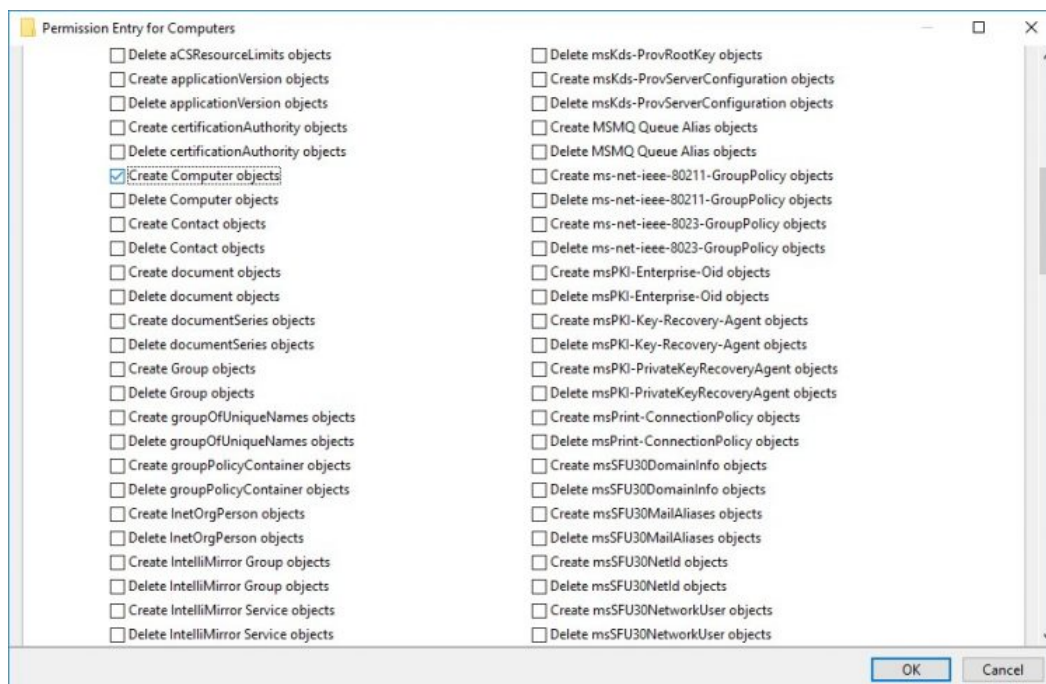 Permission Entry for Computers
Delete aCSResourceLimits objects
Create applicationVersion objects
Delete applicationVersion objects
Create certificationAuthority objects
Delete certificationAuthority objects
Create Computer objects
Delete Computer objects
Create Contact objects
Delete Contact objects
Create document objects
Delete document objects
Create documentSeries objects
Delete documentSeries objects
Create Group objects
Delete Group objects
Create groupOfUniqueNames objects
Delete groupOfUniqueNames objects
Create groupPolicyContainer objects
Delete groupPolicyContainer objects
Create InetOrgPerson objects
Delete InetOrgPerson objects
Create IntelliMirror Group objects
Delete IntelliMirror Group objects
Create IntelliMirror Service objects
Delete IntelliMirror Service objects
Delete msKds-ProvRootKey objects
Create msKds-ProvServerConfiguration objects
Delete msKds-ProvServerConfiguration objects
Create MSMQ Queue Alias objects
Delete MSMQ Queue Alias objects
Create ms-net-ieee-80211-GroupPolicy objects
Delete ms-net-ieee-80211-GroupPolicy objects
Create ms-net-ieee-8023-GroupPolicy objects
Delete ms-net-ieee-8023-GroupPolicy objects
Create msPKI-Enterprise-Oid objects
Delete msPKI-Enterprise-Oid objects
Create msPKI-Key-Recovery-Agent objects
Delete msPKI-Key-Recovery-Agent objects
Create msPKI-PrivateKeyRecoveryAgent objects
Delete msPKI-PrivateKeyRecoveryAgent objects
Create msPrint-ConnectionPolicy objects
Delete msPrint-ConnectionPolicy objects
Create msSFU30DomainInfo objects
Delete msSFU30DomainInfo objects
Create msSFU30MailAliases objects
Delete msSFU30MailAliases objects
Create msSFU30NetId objects
Delete msSFU30NetId objects
Create msSFU30NetworkUser objects
Delete msSFU30NetworkUser objects
OK
Cancel